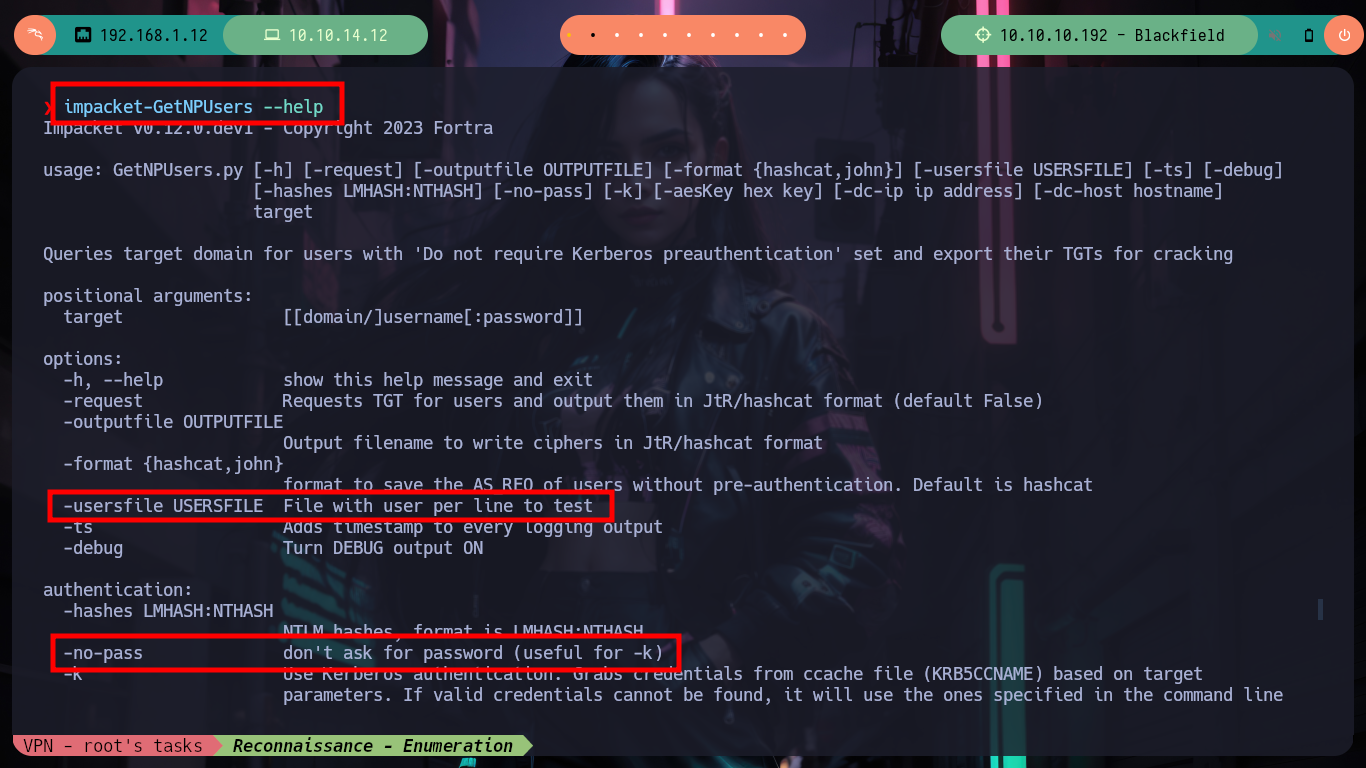 192.168.1.12
10.10.14.12
10.10.10.192 - Blackfield
❯ impacket-GetNPUsers --help
Impacket v0.12.0.dev1 - Copyright 2023 Fortra
usage: GetNPUsers.py [-h] [-request] [-outputfile OUTPUTFILE] [-format {hashcat,john}] [-usersfile USERSFILE] [-ts] [-debug]
[-hashes LMHASH:NTHASH] [-no-pass] [-k] [-aesKey hex key] [-dc-ip ip address] [-dc-host hostname]
target
Queries target domain for users with 'Do not require Kerberos preauthentication' set and export their TGTs for cracking
positional arguments:
target [[domain/]username[:password]]
options:
-h, --help show this help message and exit
-request Requests TGT for users and output them in JtR/hashcat format (default False)
-outputfile OUTPUTFILE
Output filename to write ciphers in JtR/hashcat format
-format {hashcat,john}
format to save the AS_REQ of users without pre-authentication. Default is hashcat
-usersfile USERSFILE File with user per line to test
-ts Adds timestamp to every logging output
-debug Turn DEBUG output ON
authentication:
-hashes LMHASH:NTHASH
NTLM hashes, format is LMHASH:NTHASH
-no-pass don't ask for password (useful for -k)
-k Use Kerberos authentication. Grabs credentials from ccache file (KRB5CCNAME) based on target
parameters. If valid credentials cannot be found, it will use the ones specified in the command line
VPN - root's tasks Reconnaissance - Enumeration